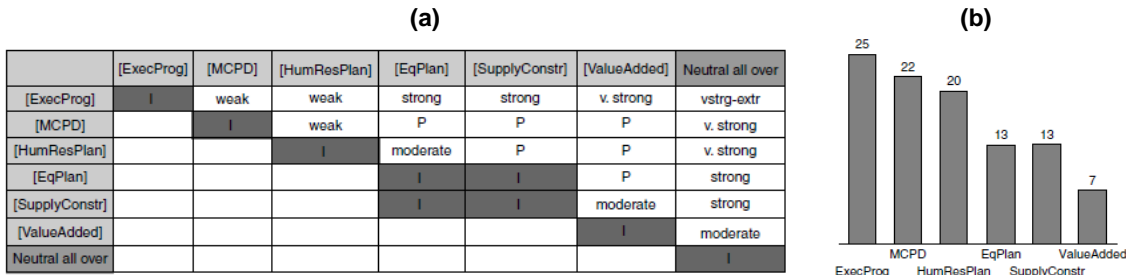 (a)
(b)
[ExecProg] [MCPD] [HumResPlan] [EqPlan] [SupplyConstr] [ValueAdded] Neutral all over
[ExecProg] I weak weak strong strong v. strong vstrg-extr
[MCPD] I weak P P P v. strong
[HumResPlan] I moderate P P v. strong
[EqPlan] I I P strong
[SupplyConstr] I I moderate strong
[ValueAdded] I moderate
Neutral all over I
25
22
20
13
13
7
MCPD EqPlan ValueAdded
ExecProg HumResPlan SupplyConstr